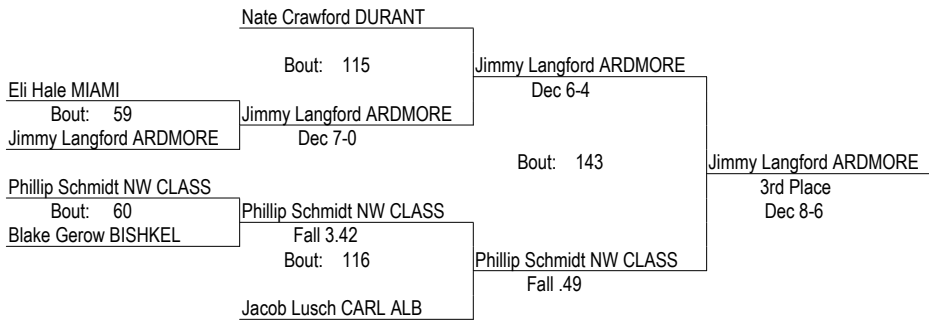 Nate Crawford DURANT
Bout: 115
Jimmy Langford ARDMORE
Eli Hale MIAMI
Dec 6-4
Bout: 59
Jimmy Langford ARDMORE
Jimmy Langford ARDMORE
Dec 7-0
Bout: 143
Jimmy Langford ARDMORE
Phillip Schmidt NW CLASS
3rd Place
Bout: 60
Phillip Schmidt NW CLASS
Dec 8-6
Blake Gerow BISHKEL
Fall 3.42
Bout: 116
Phillip Schmidt NW CLASS
Fall .49
Jacob Lusch CARL ALB